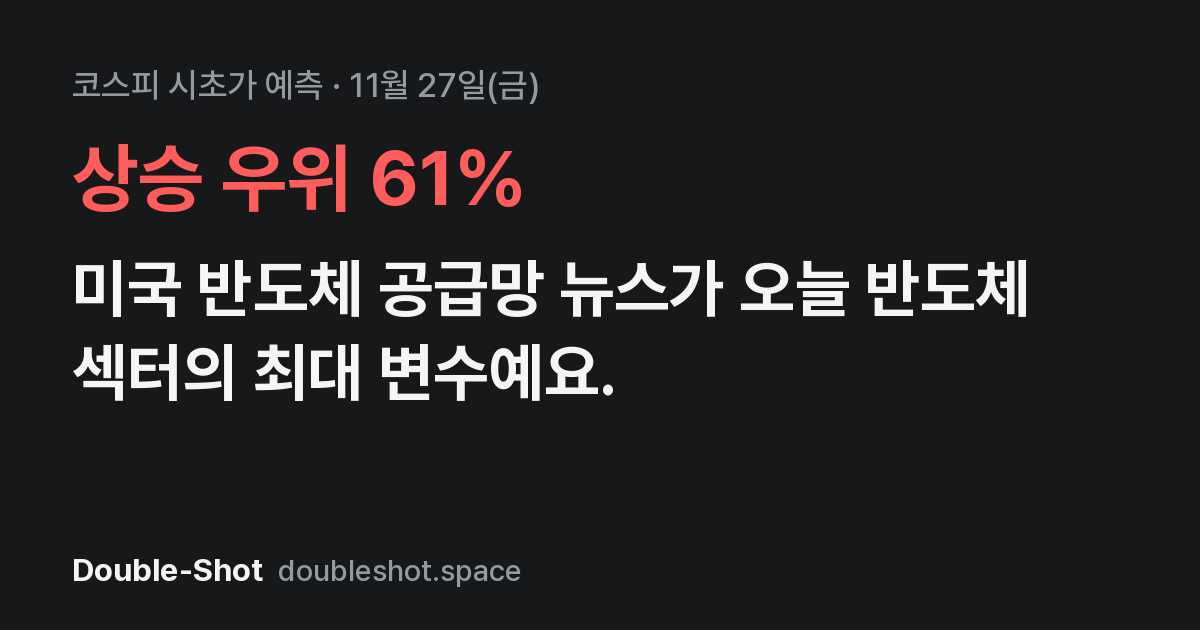 코스피 시초가 예측 · 11월 27일(금)
상승 우위 61%
미국 반도체 공급망 뉴스가 오늘 반도체
섹터의 최대 변수예요.
Double-Shot doubleshot.space